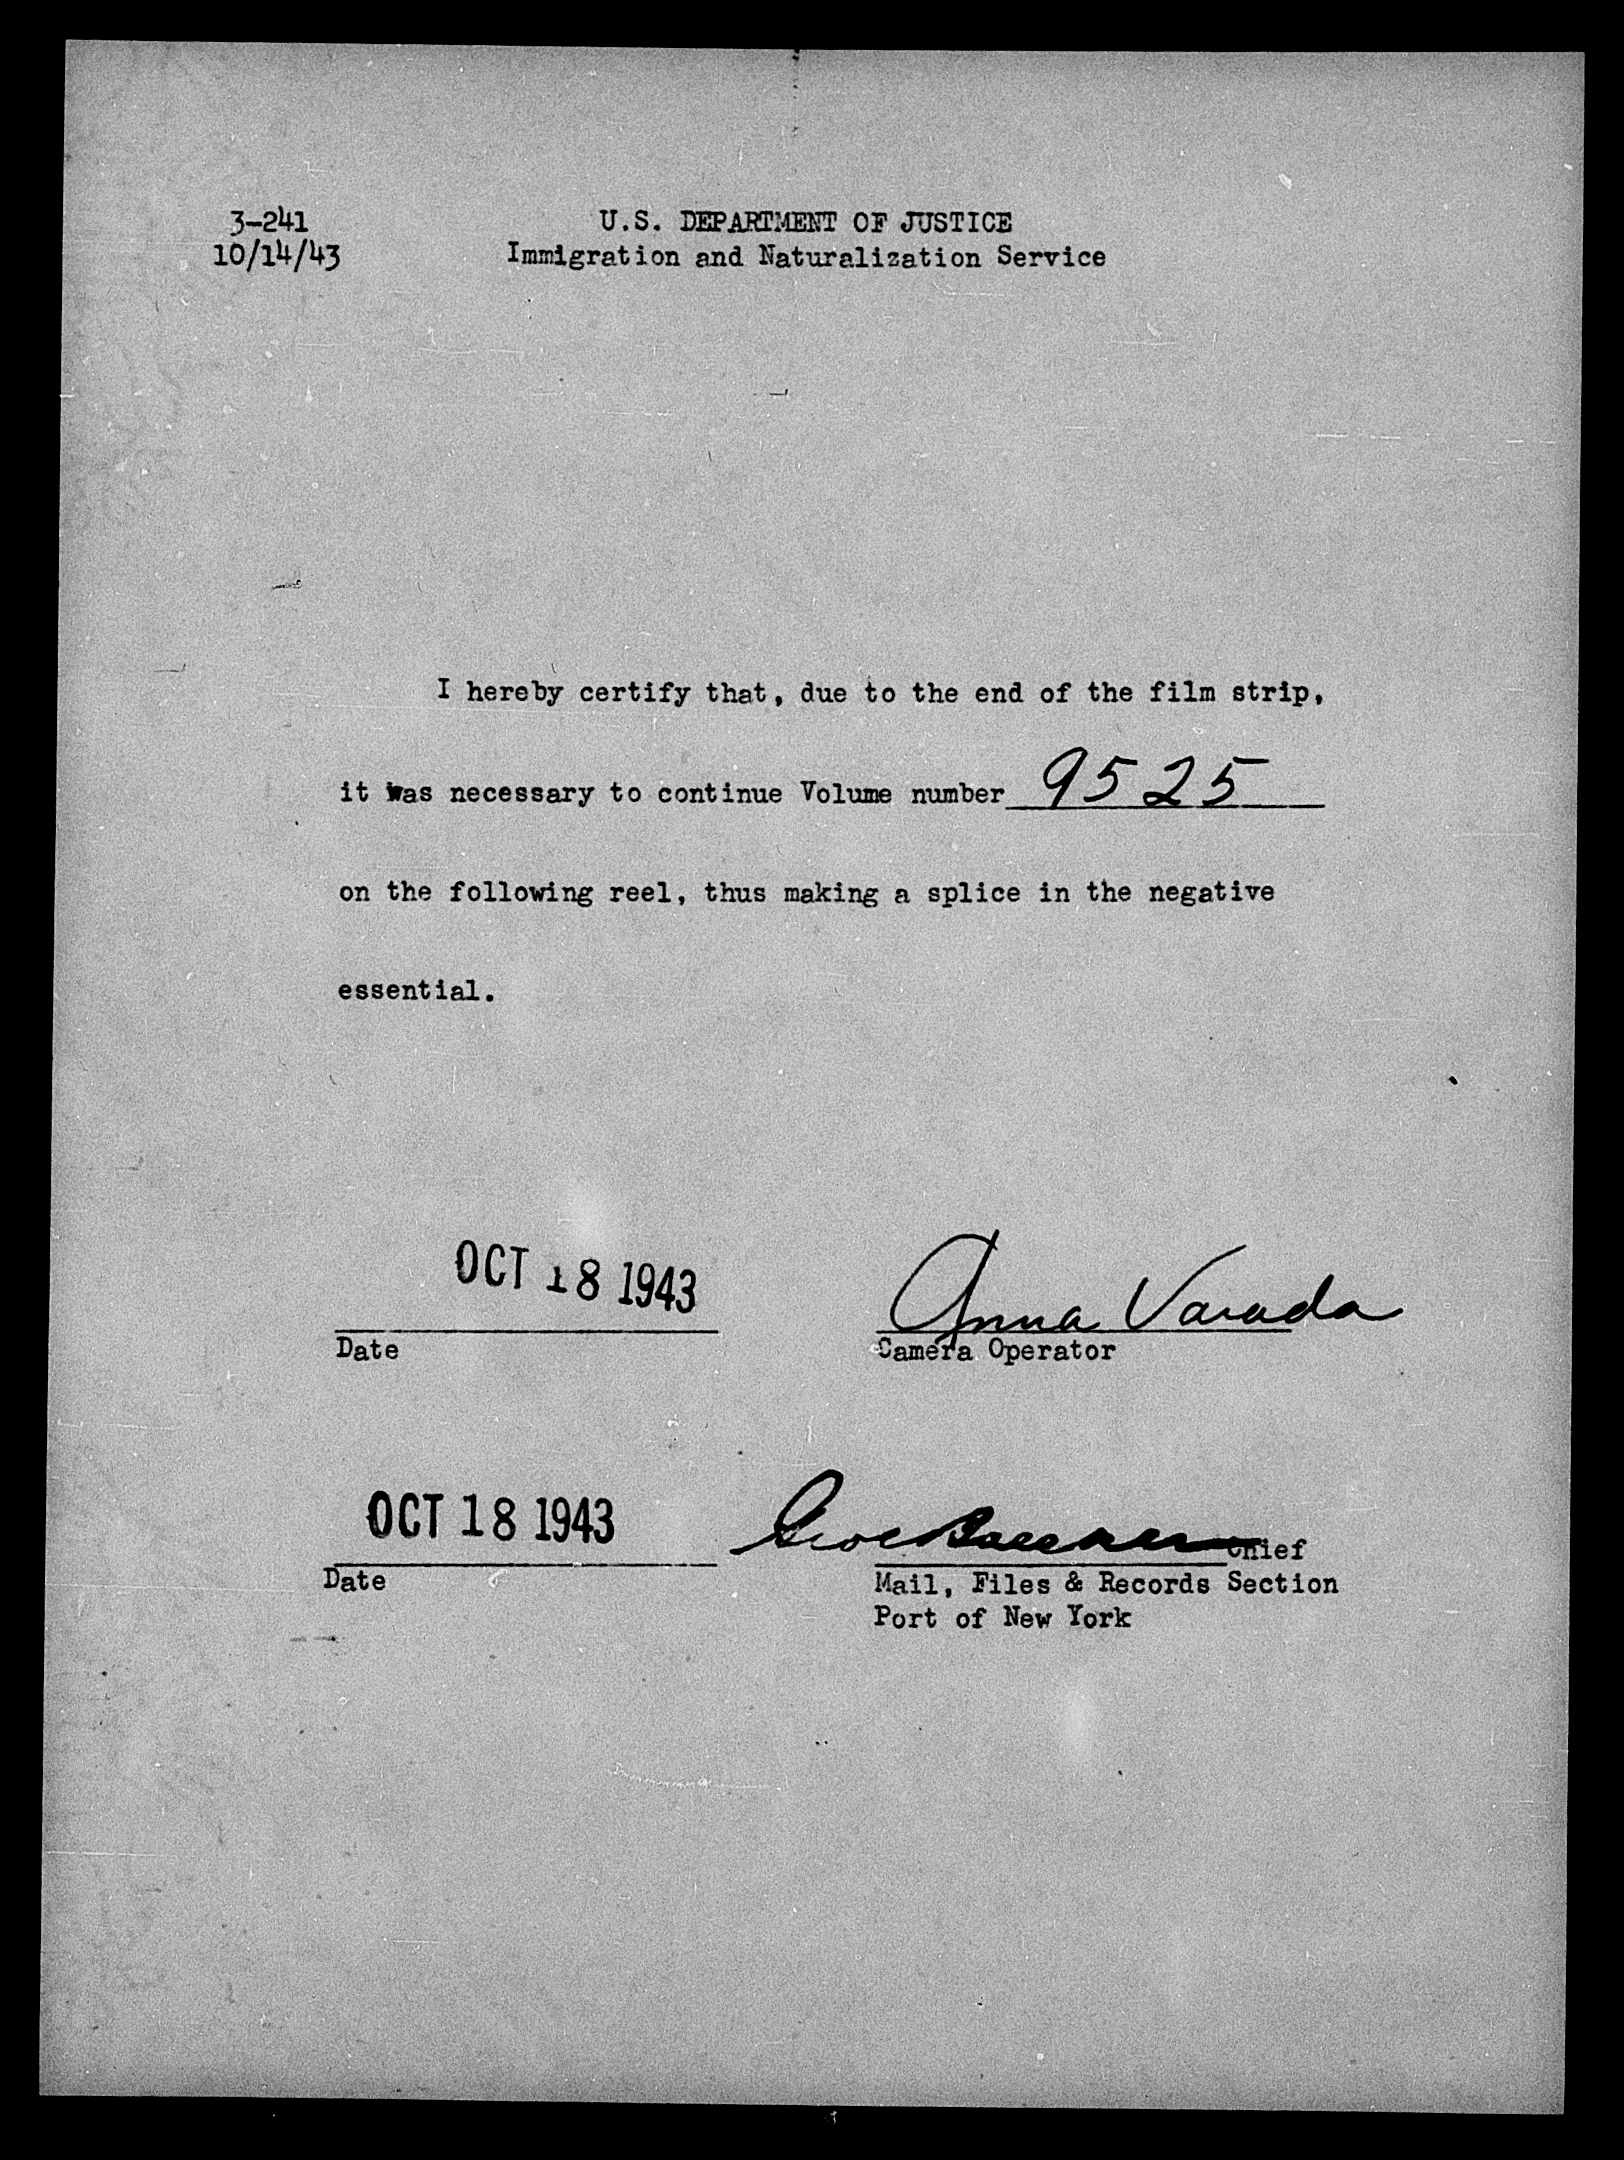 3-241
10/14/43
U.S. DEPARTMENT OF JUSTICE
Immigration and Naturalization Service
I hereby certify that, due to the end of the film strip,
it was necessary to continue Volume number 9525
on the following reel, thus making a splice in the negative
essential.
OCT 18 1943
Anna Varada
Date
Camera Operator
OCT 18 1943
Chief
Date
Mail, Files & Records Section
Port of New York